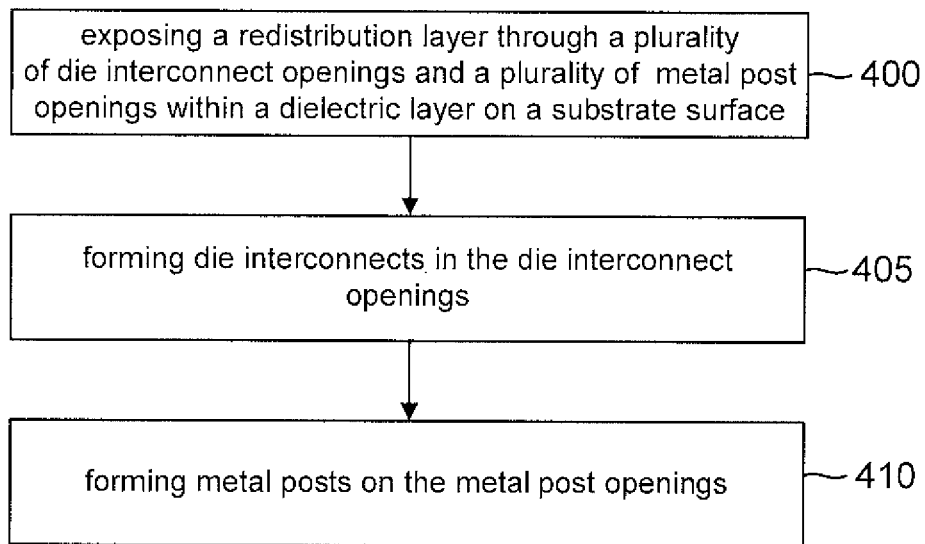 exposing a redistribution layer through a plurality
of die interconnect openings and a plurality of metal post
openings within a dielectric layer on a substrate surface
400
forming die interconnects in the die interconnect
openings
405
forming metal posts on the metal post openings
410